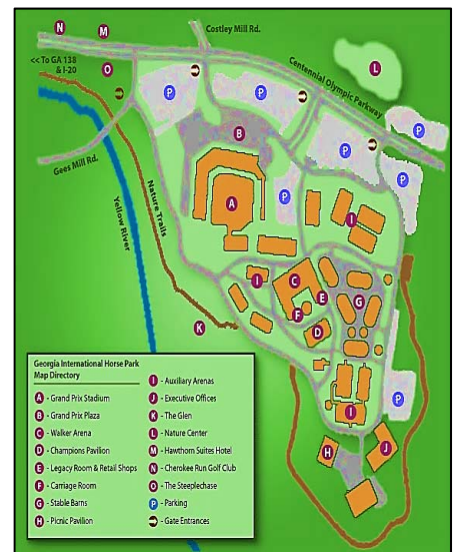 N
M
Costley Mill Rd.
<< To GA 138
& I-20
O
Centennial Olympic Parkway
L
P
P
P
P
P
B
Gees Mill Rd.
Nature Trails
Yellow River
A
I
I
C
E
G
F
D
K
P
I
H
J
Georgia International Horse Park
Map Directory
A - Grand Prix Stadium
B - Grand Prix Plaza
C - Walker Arena
D - Champions Pavilion
E - Legacy Room & Retail Shops
F - Carriage Room
G - Stable Barns
H - Picnic Pavilion
I - Auxiliary Arenas
J - Executive Offices
K - The Glen
L - Nature Center
M - Hawthorn Suites Hotel
N - Cherokee Run Golf Club
O - The Steeplechase
P - Parking
- Gate Entrances